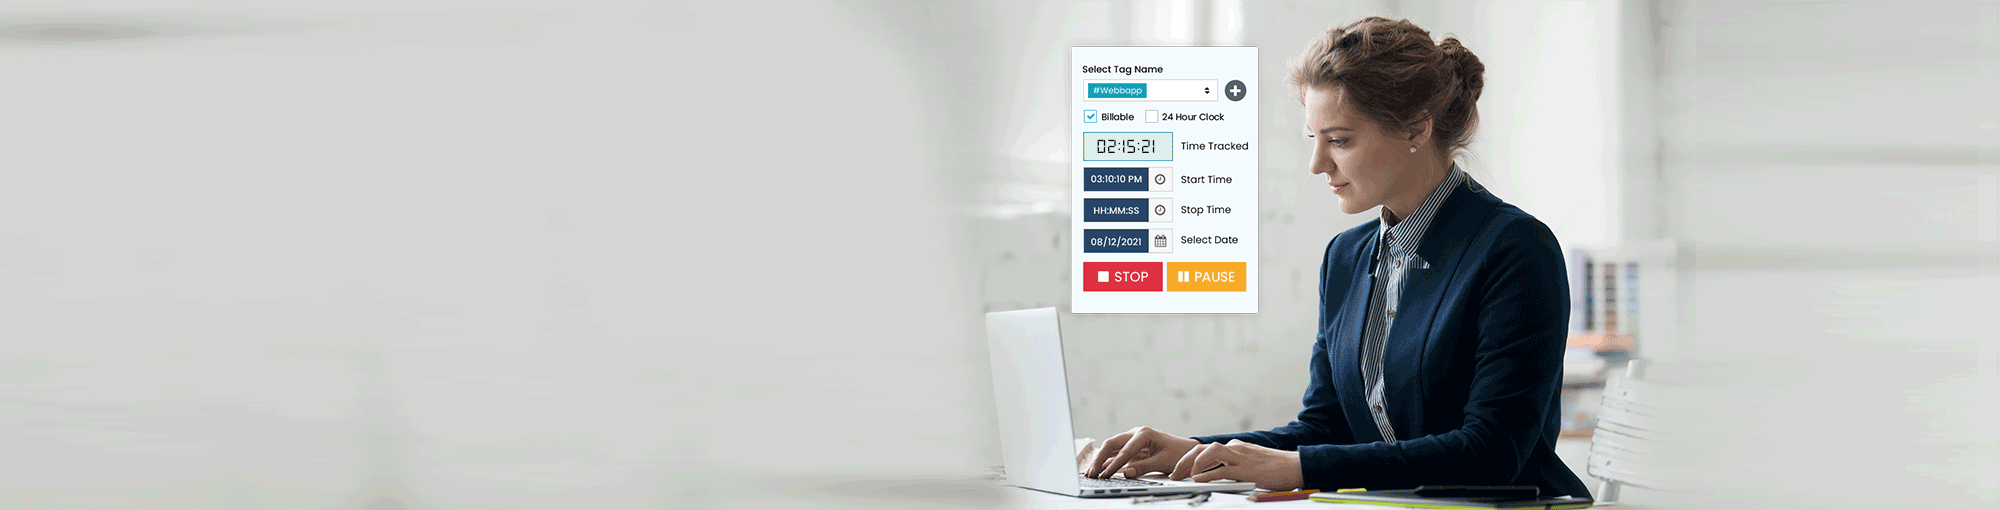 Select Tag Name
#Webbapp
Billable 24 Hour Clock
02:15:21 Time Tracked
03:10:10 PM Start Time
HH:MM:SS Stop Time
08/12/2021 Select Date
STOP PAUSE